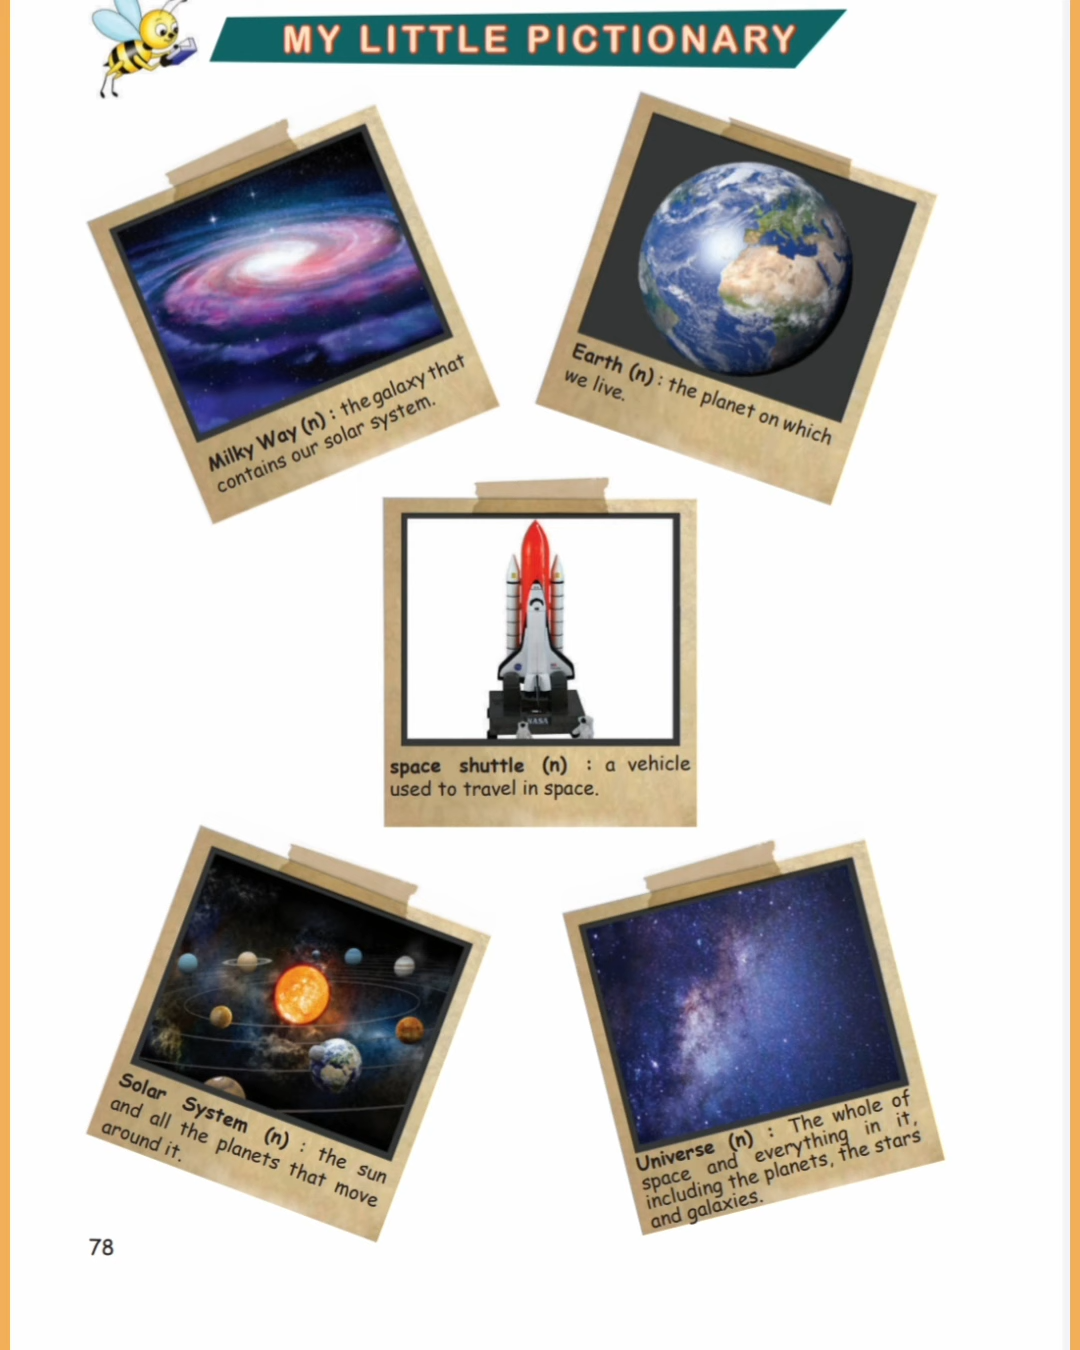 MY LITTLE PICTIONARY
Milky Way (n) : the galaxy that
contains our solar system.
Earth (n) : the planet on which
we live.
NASA
space shuttle (n) : a vehicle
used to travel in space.
Solar System (n) : the sun
and all the planets that move
around it.
Universe (n) : The whole of
space and everything in it,
including the planets, the stars
and galaxies.
78